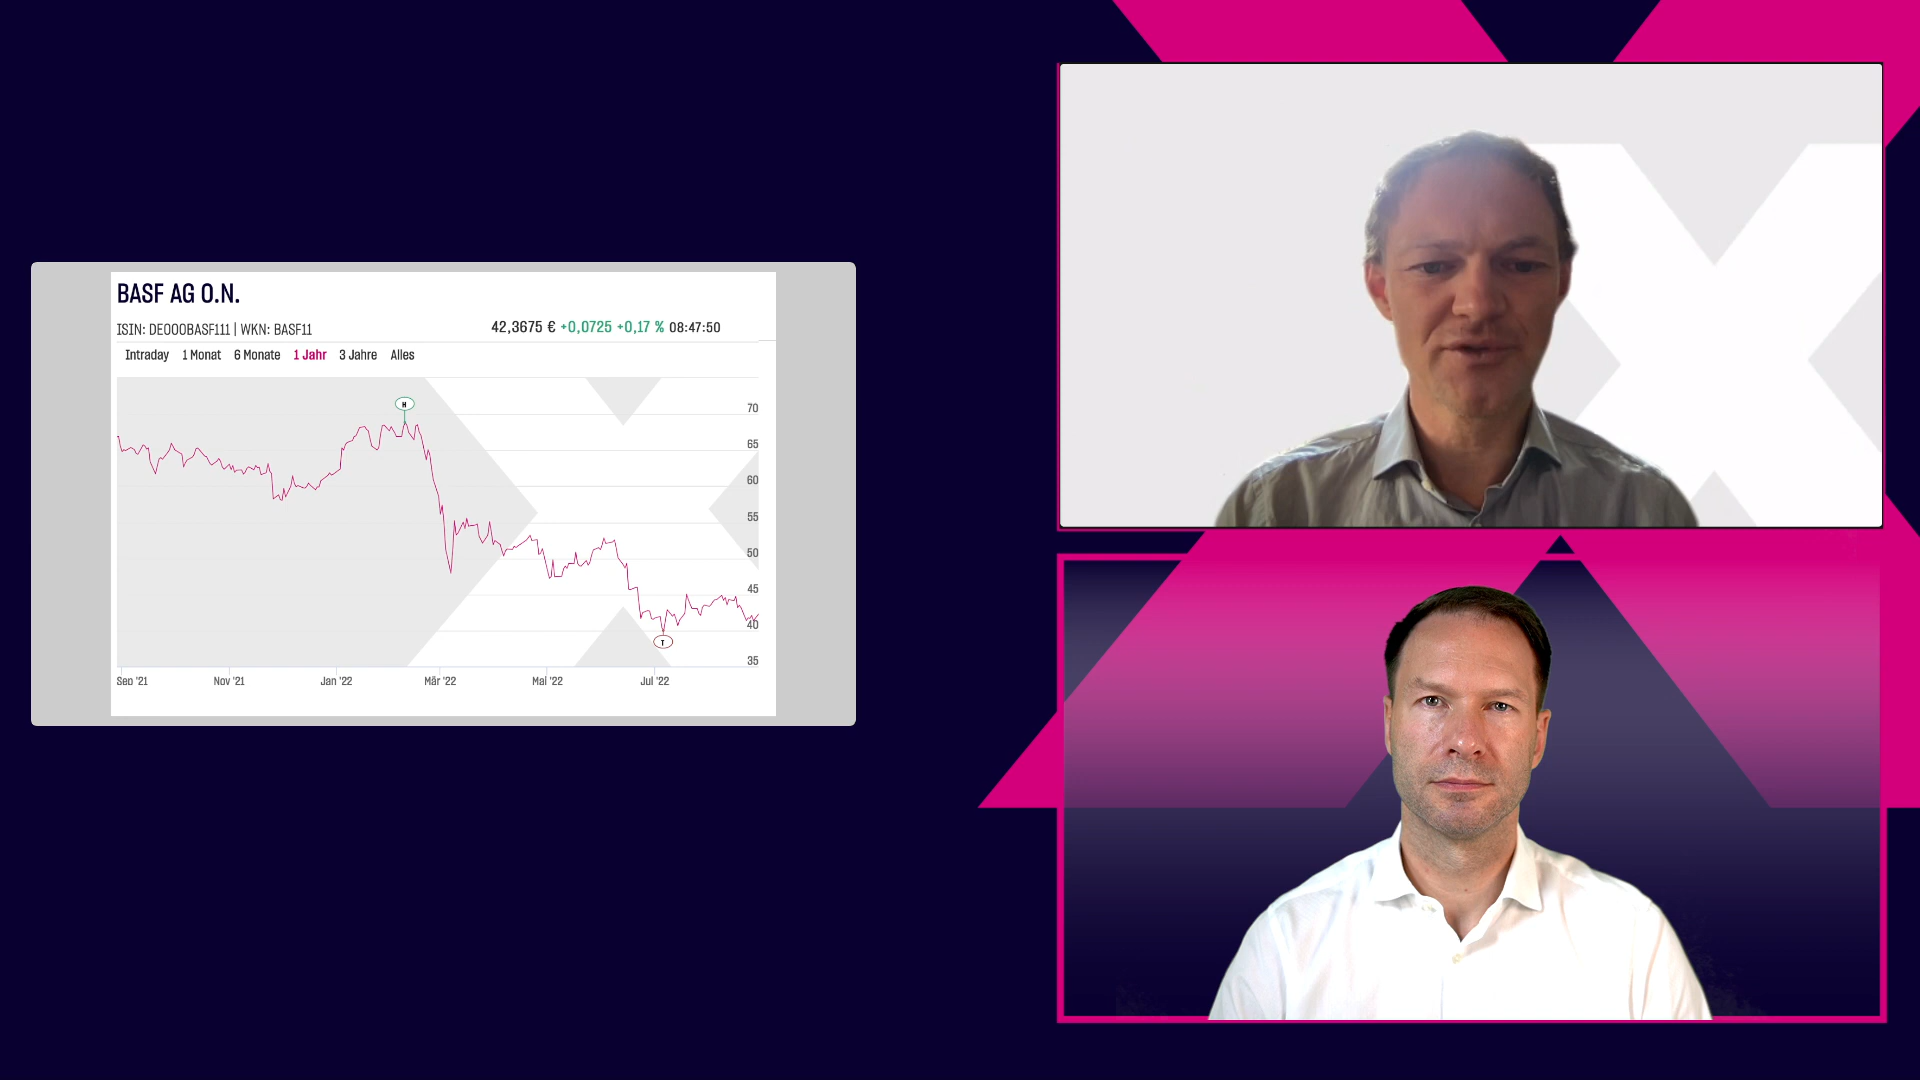 BASF AG O.N.
ISIN: DE000BASF111 | WKN: BASF11
42,3675 € +0,0725 +0,17 % 08:47:50
Intraday 1 Monat 6 Monate 1 Jahr 3 Jahre Alles
H
70
65
60
55
50
45
40
T
35
Sep '21 Nov '21 Jan '22 Mär '22 Mai '22 Jul '22